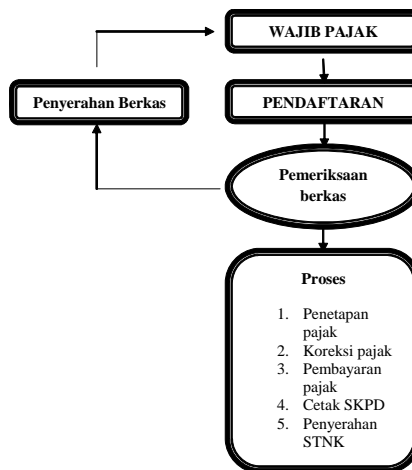 WAJIB PAJAK
Penyerahan Berkas
PENDAFTARAN
Pemeriksaan
berkas
Proses
1. Penetapan
pajak
2. Koreksi pajak
3. Pembayaran
pajak
4. Cetak SKPD
5. Penyerahan
STNK